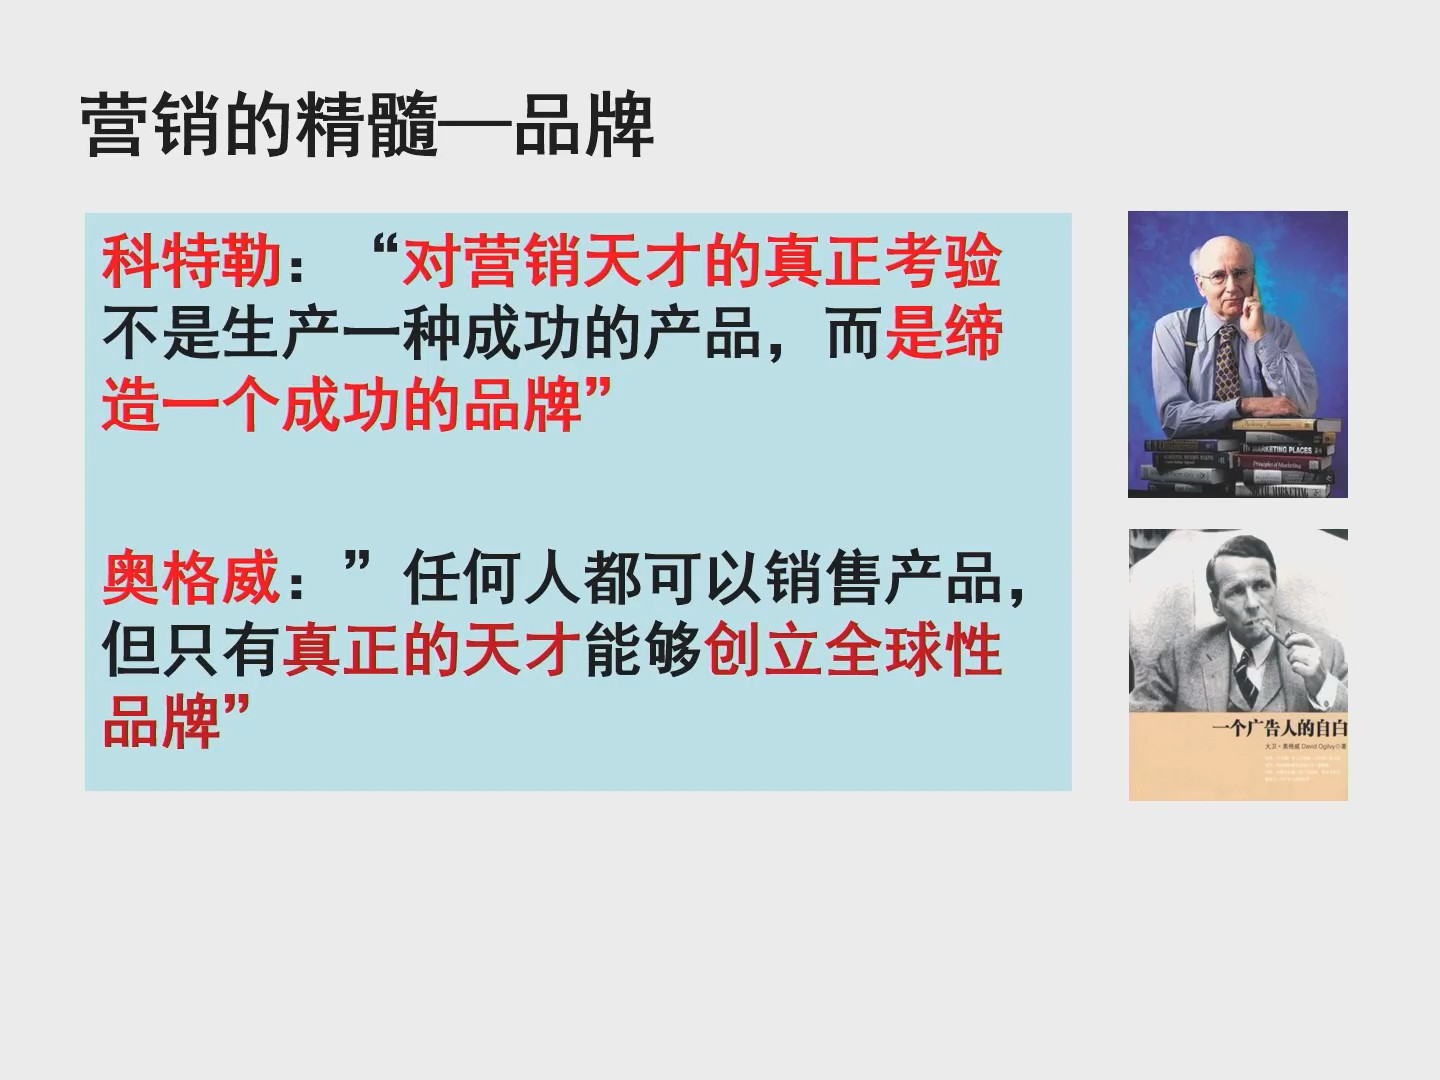 营销的精髓—品牌
科特勒：“对营销天才的真正考验
不是生产一种成功的产品，而是缔
造一个成功的品牌”
奥格威：”任何人都可以销售产品，
但只有真正的天才能够创立全球性
品牌”
MARKETING PLACES
Principles of Marketing
一个广告人的自白
大卫·奥格威 David Ogilvy◎著